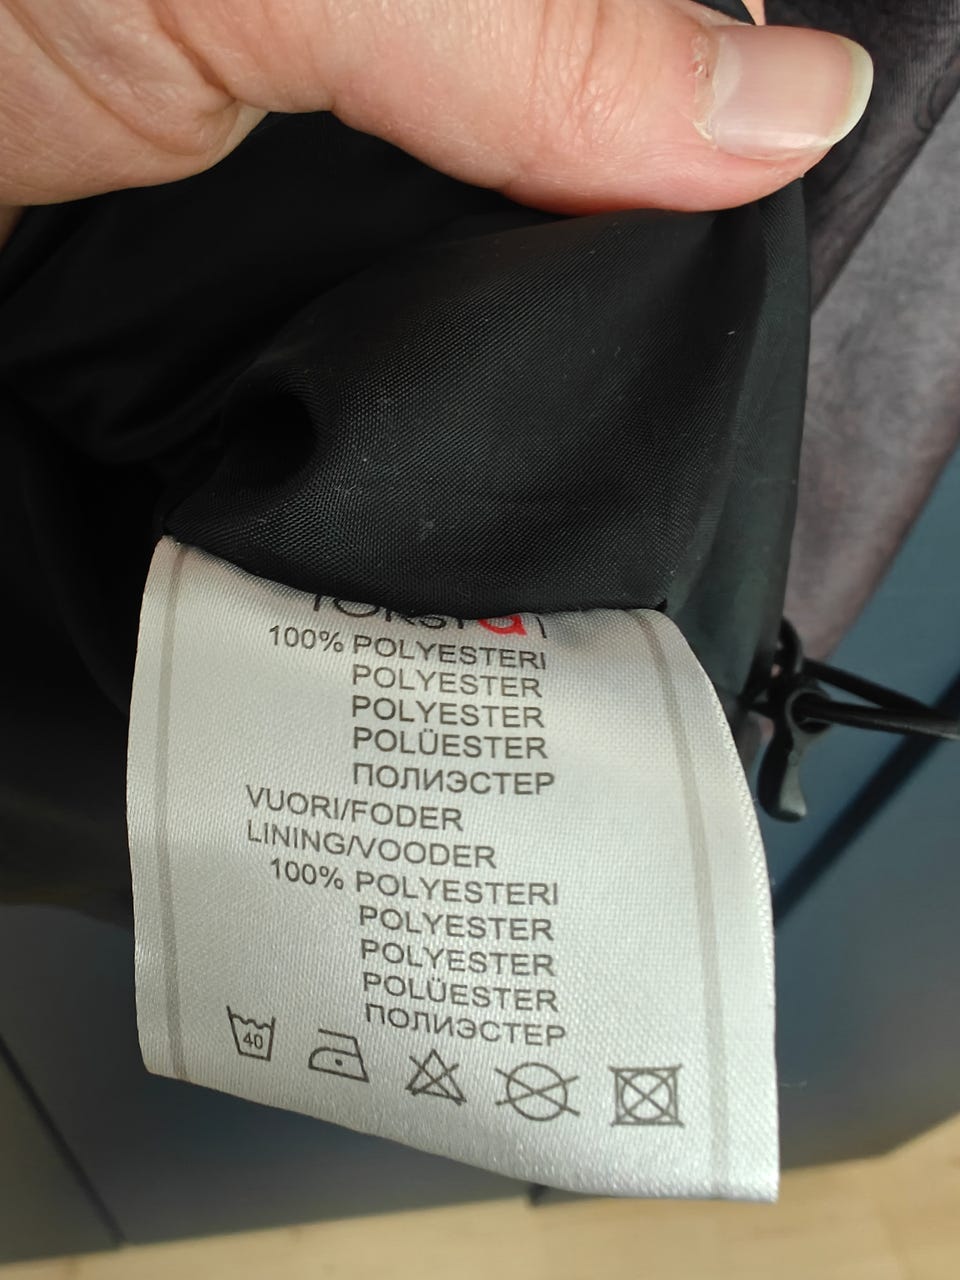 100% POLYESTERI
POLYESTER
POLYESTER
POLÜESTER
ПОЛИЭСТЕР
VUORI/FODER
LINING/VOODER
100% POLYESTERI
POLYESTER
POLYESTER
POLÜESTER
ПОЛИЭСТЕР
40